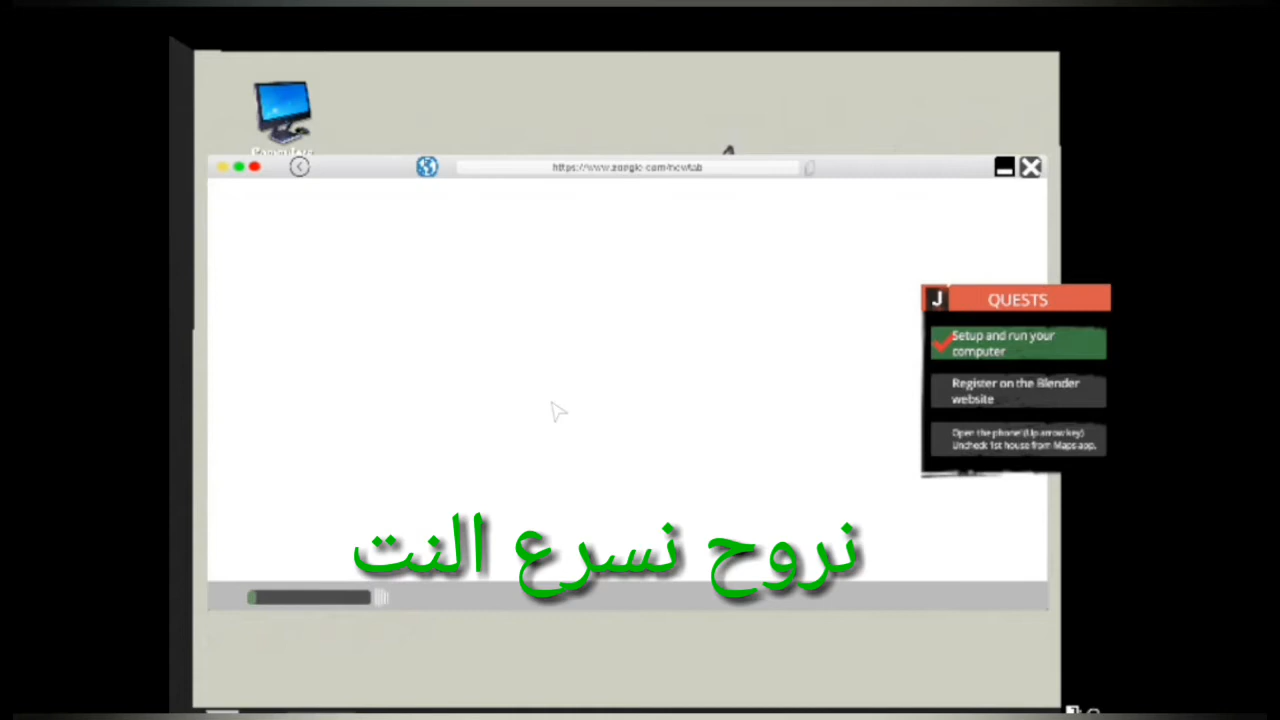 https://www.zongle.com/newtab
J QUESTS
Setup and run your
computer
Register on the Blender
website
Open the phone!(Up arrow key)
Uncheck 1st house from Maps app.
نروح نسرع النت